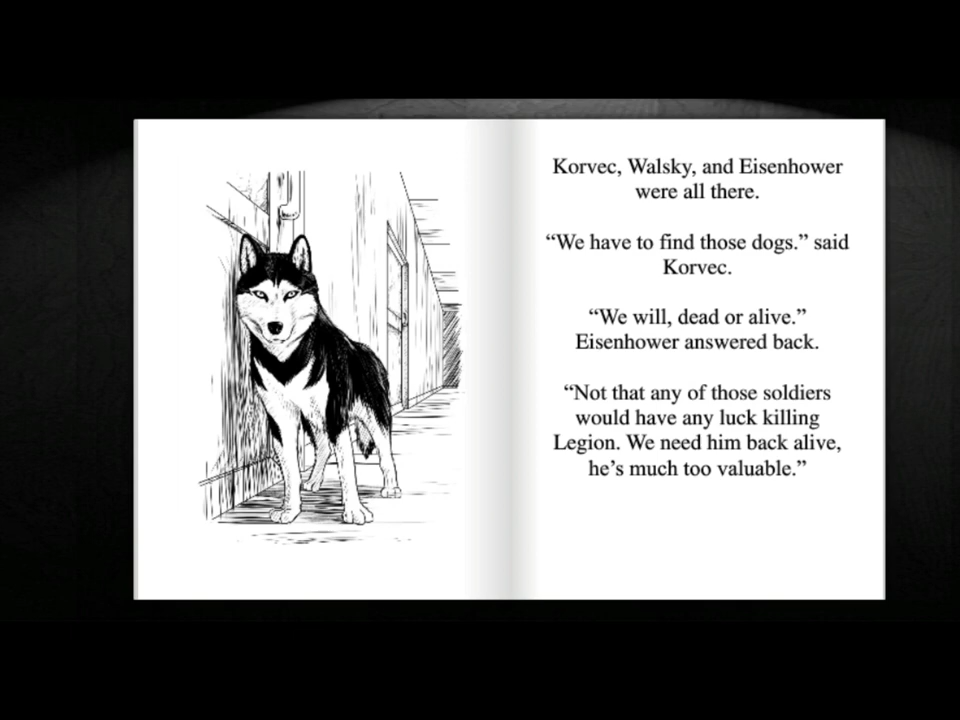 Korvec, Walsky, and Eisenhower
were all there.
“We have to find those dogs.” said
Korvec.
“We will, dead or alive.”
Eisenhower answered back.
“Not that any of those soldiers
would have any luck killing
Legion. We need him back alive,
he’s much too valuable.”